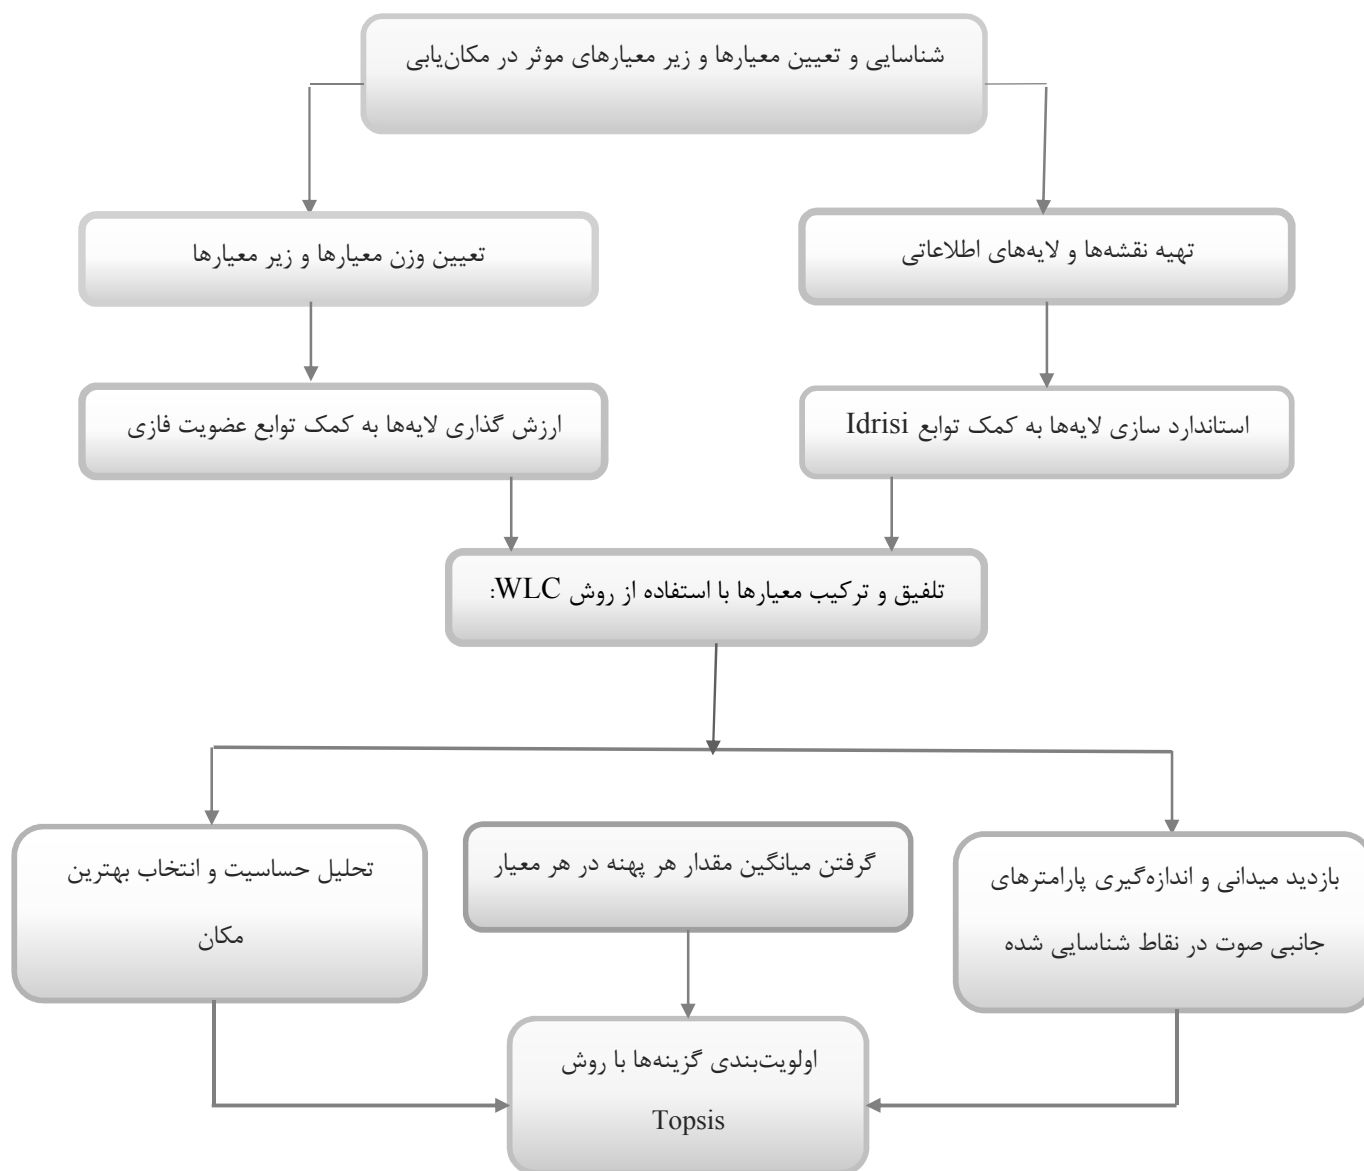 شناسایی و تعیین معیارها و زیر معیارهای موثر در مکان‌یابی
تهیه نقشه‌ها و لایه‌های اطلاعاتی
تعیین وزن معیارها و زیر معیارها
استاندارد سازی لایه‌ها به کمک توابع Idrisi
ارزش گذاری لایه‌ها به کمک توابع عضویت فازی
تلفیق و ترکیب معیارها با استفاده از روش WLC:
بازدید میدانی و اندازه‌گیری پارامترهای
جانبی صوت در نقاط شناسایی شده
گرفتن میانگین مقدار هر پهنه در هر معیار
تحلیل حساسیت و انتخاب بهترین
مکان
اولویت‌بندی گزینه‌ها با روش
Topsis